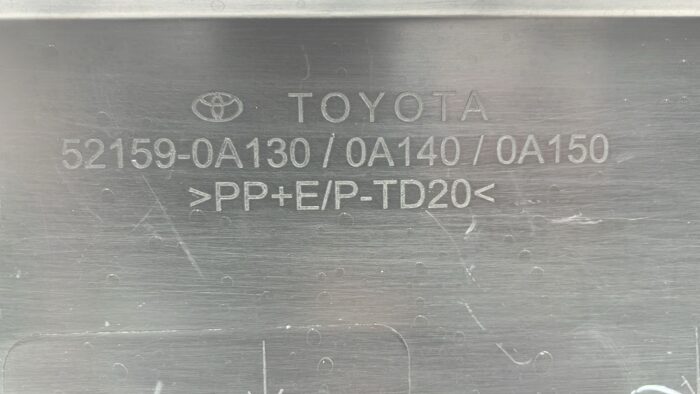 TOYOTA
52159-0A130 / 0A140 / 0A150
>PP+E/P-TD20<